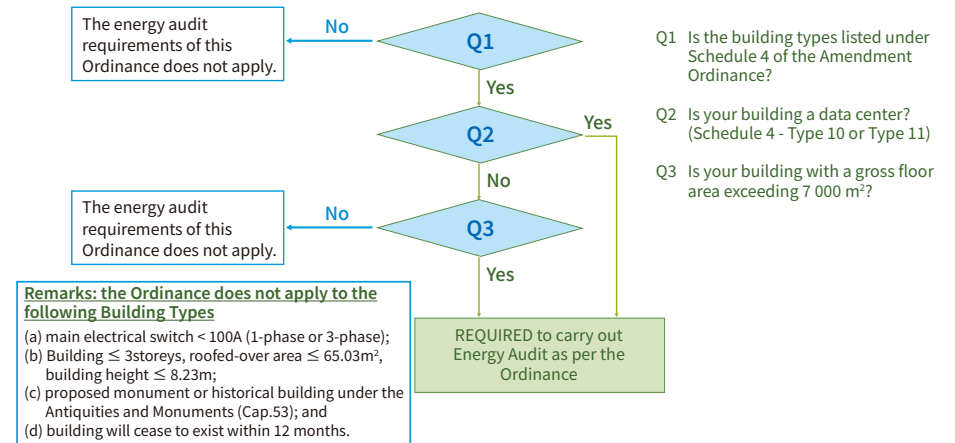 The energy audit
requirements of this
Ordinance does not apply.
No
Q1
Yes
Q2
Yes
No
The energy audit
requirements of this
Ordinance does not apply.
No
Q3
Yes
REQUIRED to carry out
Energy Audit as per the
Ordinance
Q1 Is the building types listed under
Schedule 4 of the Amendment
Ordinance?
Q2 Is your building a data center?
(Schedule 4 - Type 10 or Type 11)
Q3 Is your building with a gross floor
area exceeding 7 000 m²?
Remarks: the Ordinance does not apply to the
following Building Types
(a) main electrical switch < 100A (1-phase or 3-phase);
(b) Building ≤ 3storeys, roofed-over area ≤ 65.03m²,
building height ≤ 8.23m;
(c) proposed monument or historical building under the
Antiquities and Monuments (Cap.53); and
(d) building will cease to exist within 12 months.